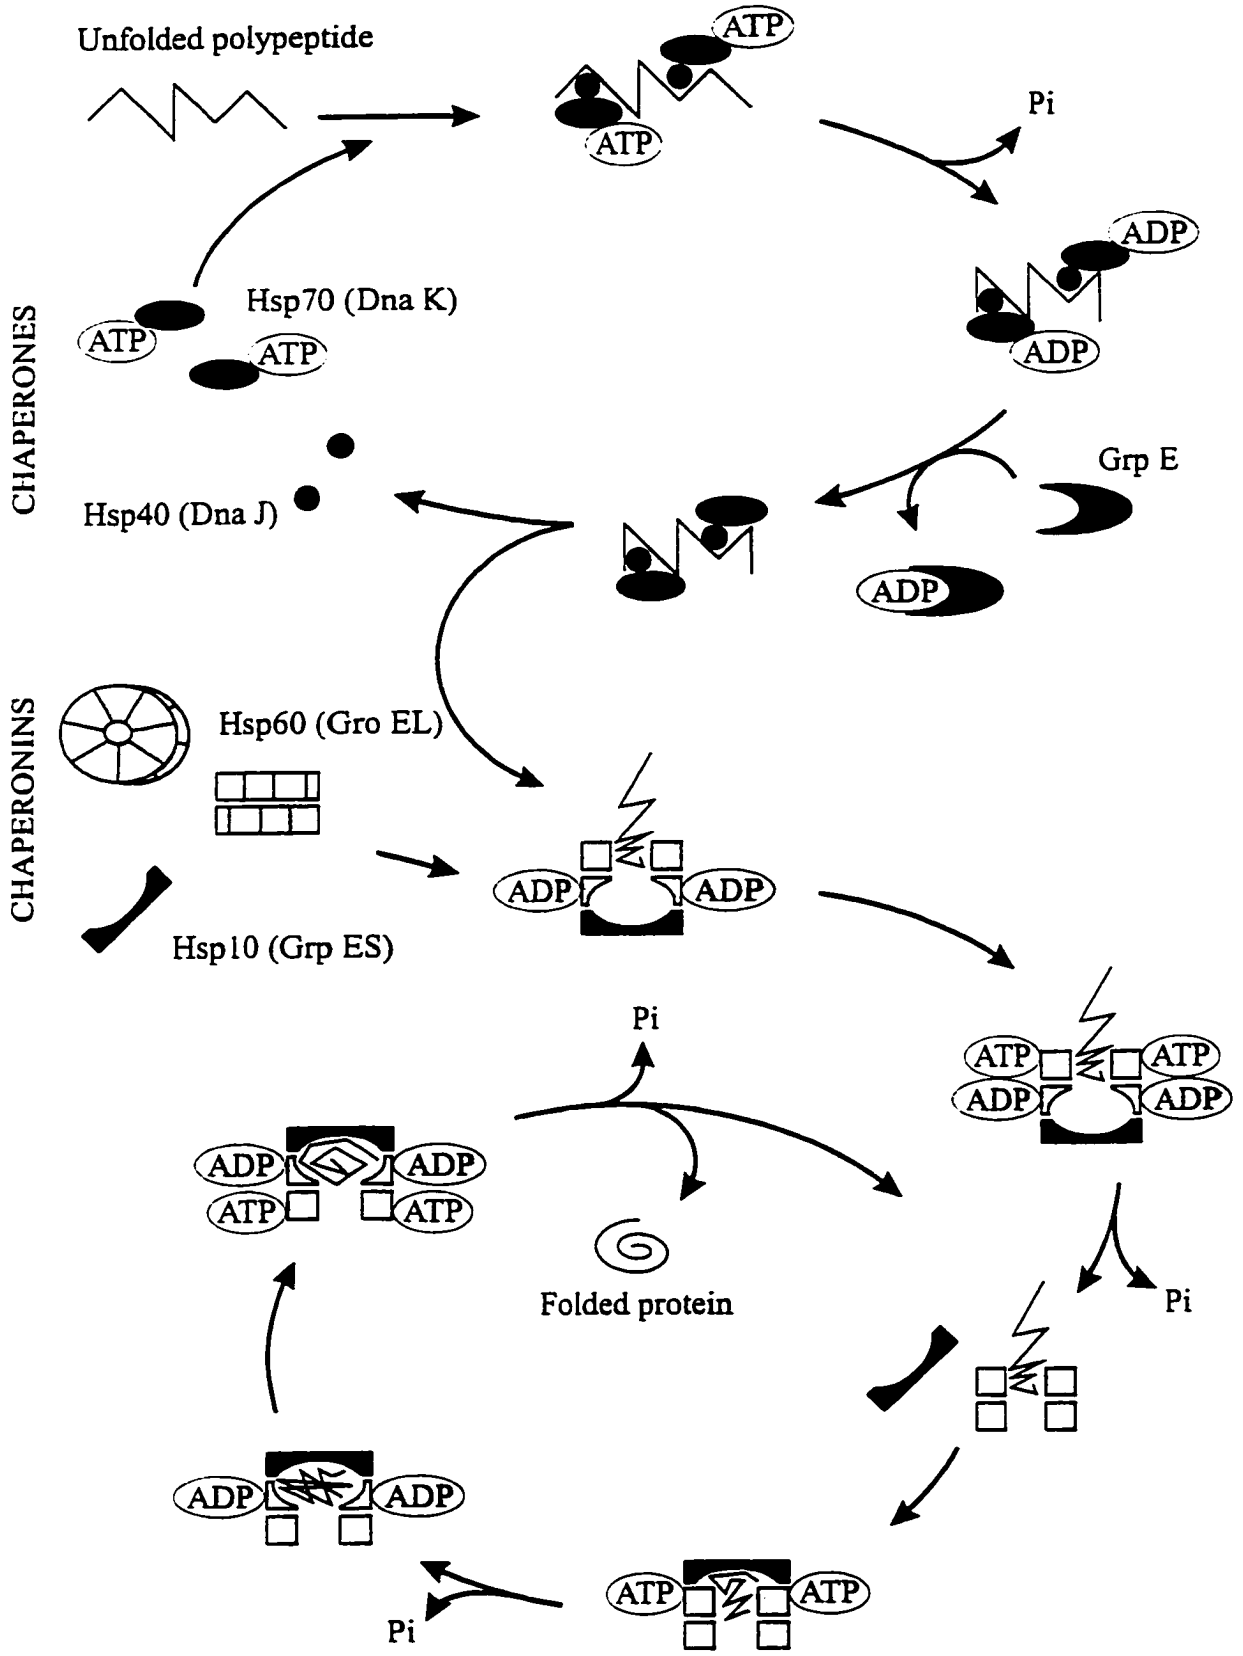 Unfolded polypeptide
ATP
ATP
Pi
ADP
ADP
CHAPERONES
Hsp70 (Dna K)
ATP
ATP
Grp E
Hsp40 (Dna J)
ADP
CHAPERONINS
Hsp60 (Gro EL)
ADP
ADP
Hsp10 (Grp ES)
Pi
ATP
ATP
ADP
ADP
ADP
ADP
ATP
ATP
Folded protein
Pi
ADP
ADP
ATP
ATP
Pi